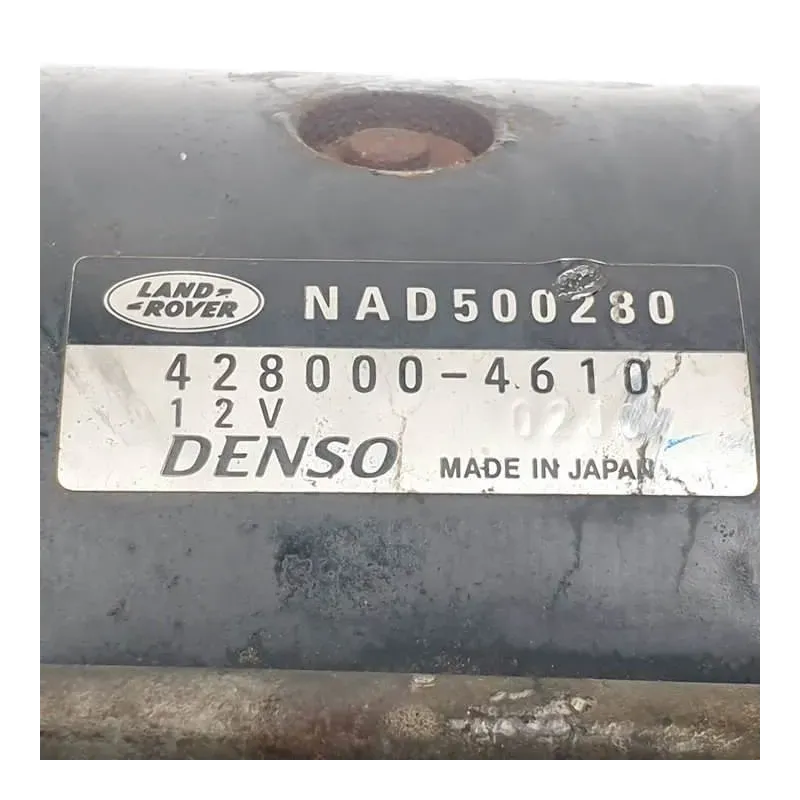 LAND ROVER NAD500280
428000-4610
12V
DENSO MADE IN JAPAN